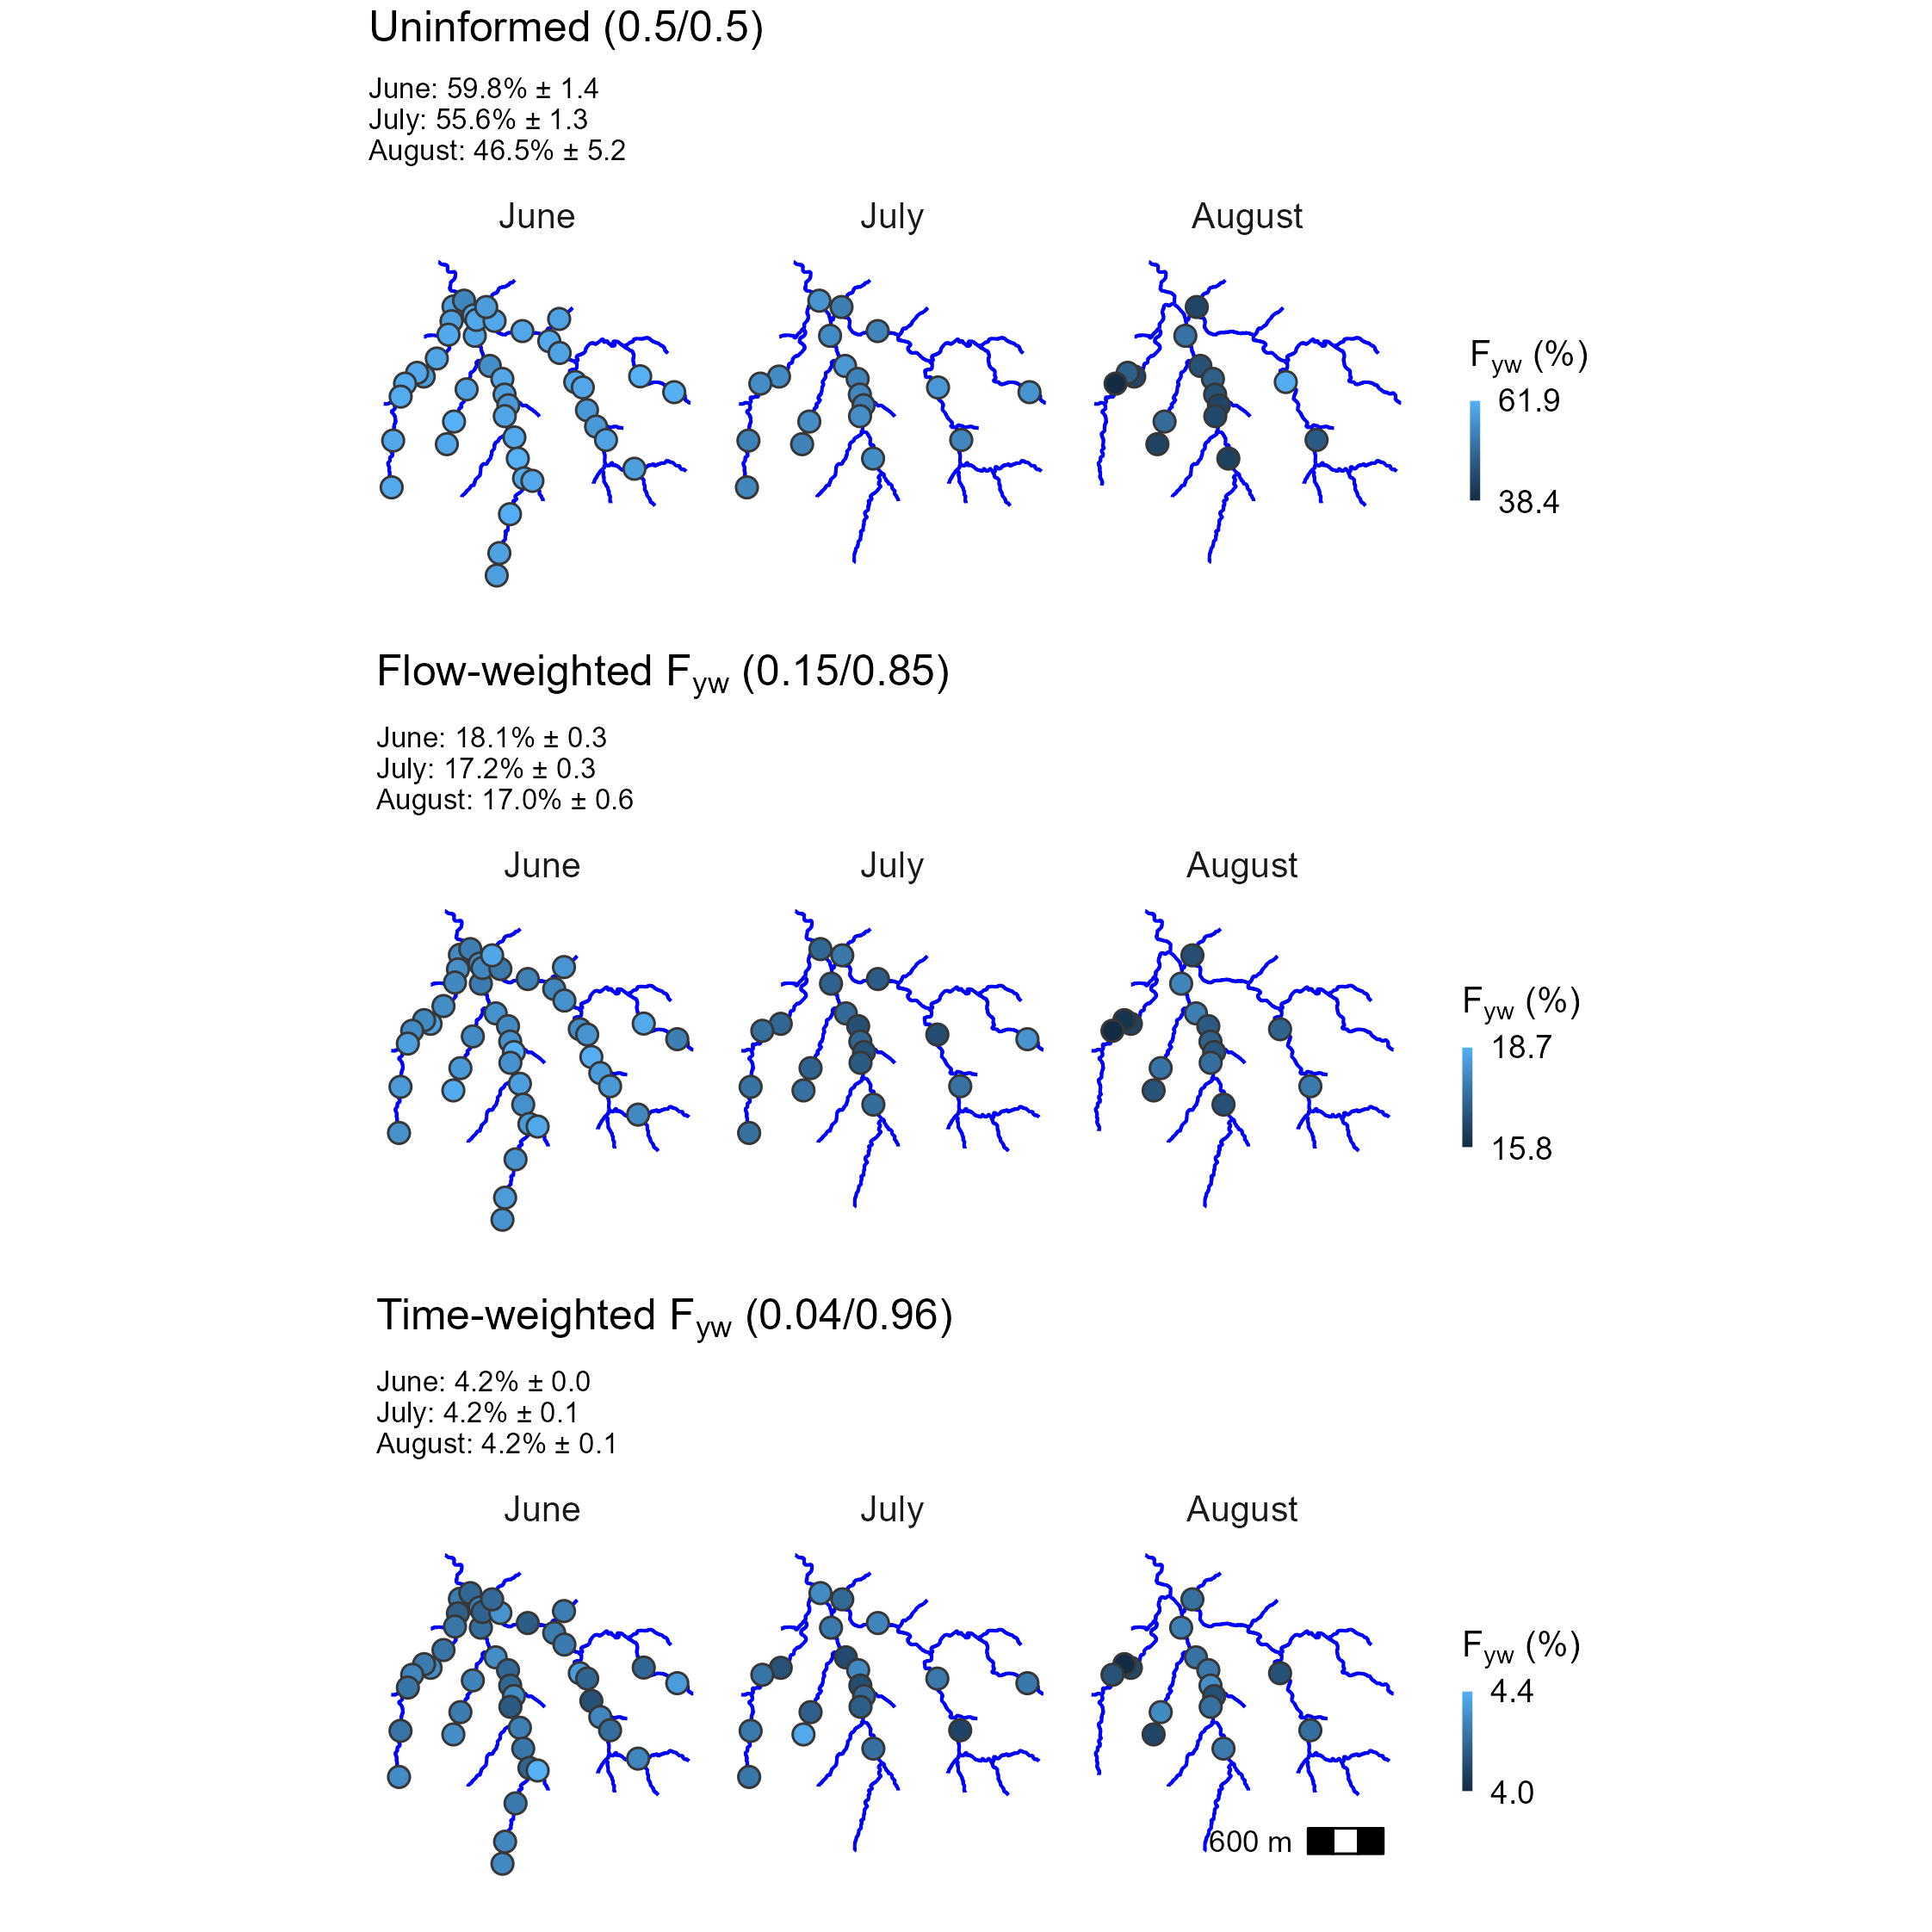 Uninformed (0.5/0.5)
June: 59.8% ± 1.4
July: 55.6% ± 1.3
August: 46.5% ± 5.2
June July August
Fyw (%)
61.9
38.4
Flow-weighted Fyw (0.15/0.85)
June: 18.1% ± 0.3
July: 17.2% ± 0.3
August: 17.0% ± 0.6
June July August
Fyw (%)
18.7
15.8
Time-weighted Fyw (0.04/0.96)
June: 4.2% ± 0.0
July: 4.2% ± 0.1
August: 4.2% ± 0.1
June July August
Fyw (%)
4.4
4.0
600 m